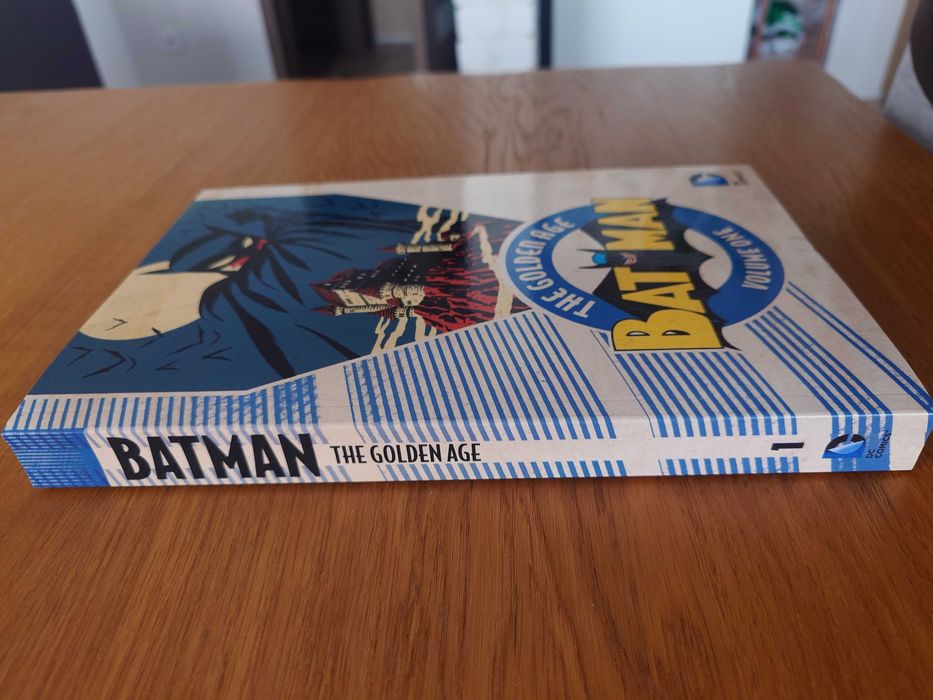 THE GOLDEN AGE
BATMAN
VOLUME ONE
BATMAN THE GOLDEN AGE 1 DC COMICS